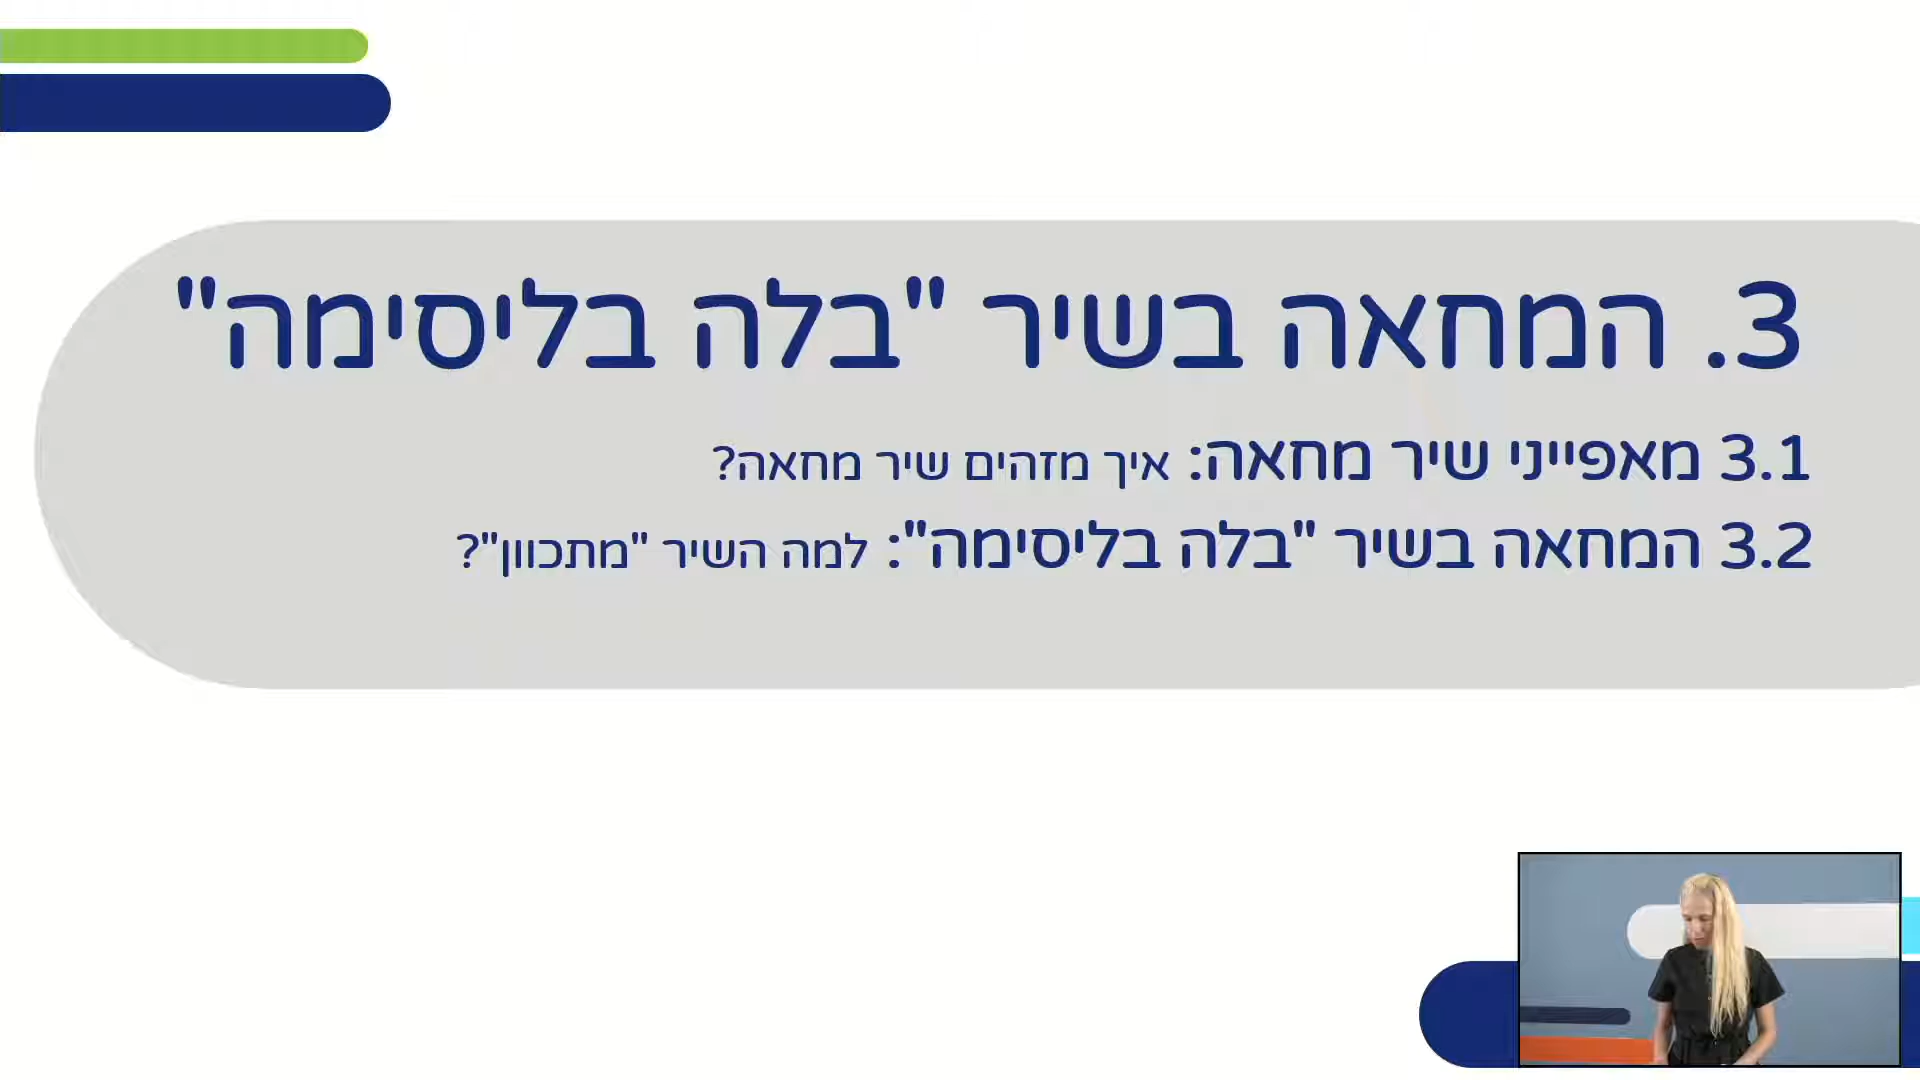 3. המחאה בשיר "בלה בליסימה"
3.1 מאפייני שיר מחאה: איך מזהים שיר מחאה?
3.2 המחאה בשיר "בלה בליסימה": למה השיר "מתכוון"?